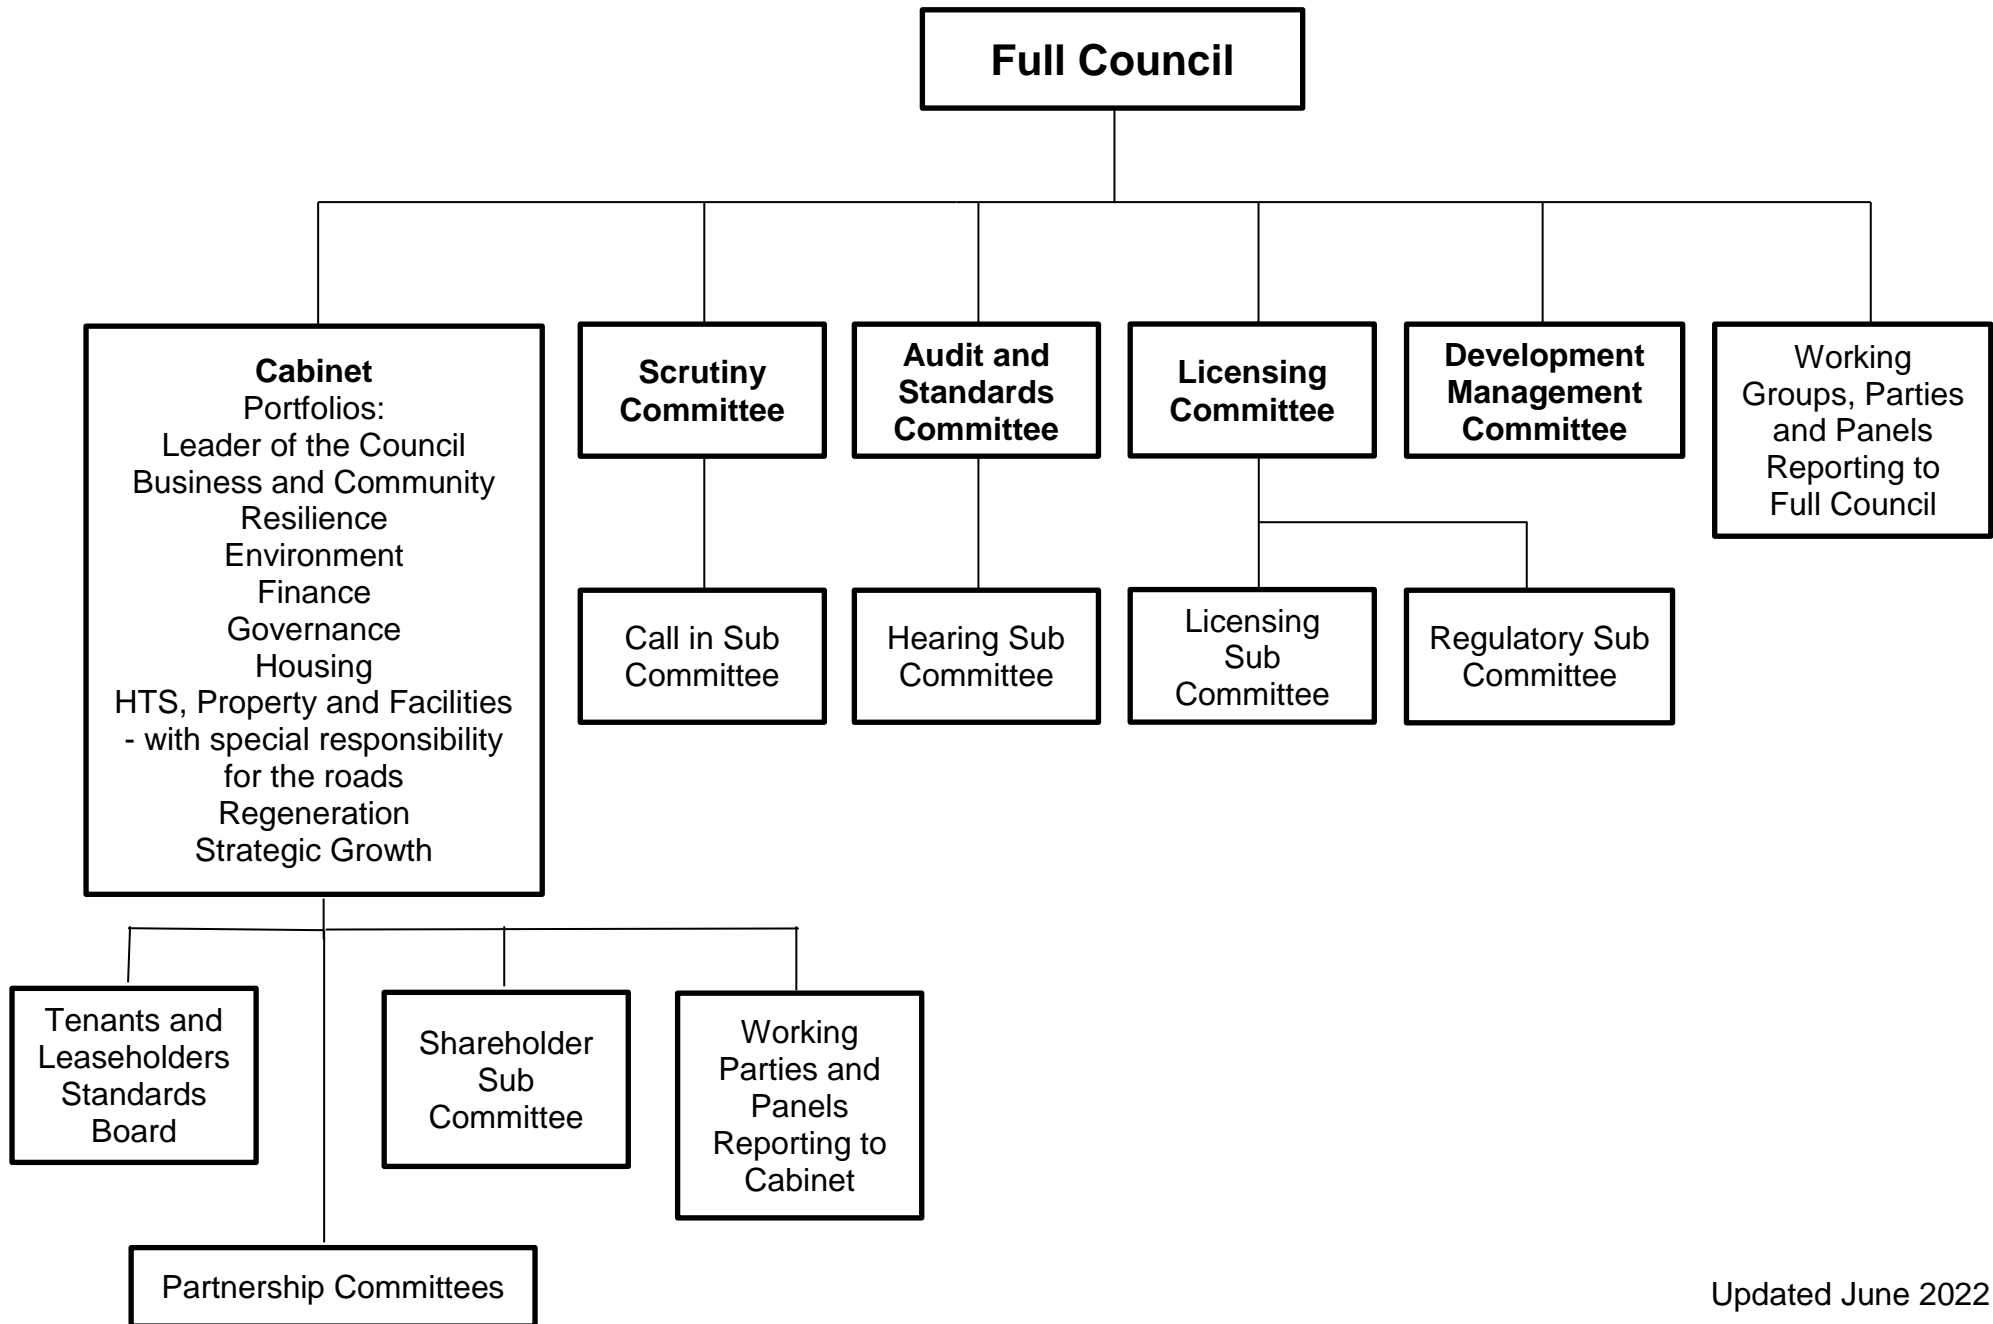 Full Council
Cabinet
Portfolios:
Leader of the Council
Business and Community
Resilience
Environment
Finance
Governance
Housing
HTS, Property and Facilities
- with special responsibility
for the roads
Regeneration
Strategic Growth
Scrutiny
Committee
Audit and
Standards
Committee
Licensing
Committee
Development
Management
Committee
Working
Groups, Parties
and Panels
Reporting to
Full Council
Call in Sub
Committee
Hearing Sub
Committee
Licensing
Sub
Committee
Regulatory Sub
Committee
Tenants and
Leaseholders
Standards
Board
Shareholder
Sub
Committee
Working
Parties and
Panels
Reporting to
Cabinet
Partnership Committees
Updated June 2022